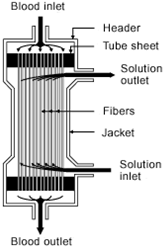 Blood inlet
Header
Tube sheet
Solution
outlet
Fibers
Jacket
Solution
inlet
Blood outlet